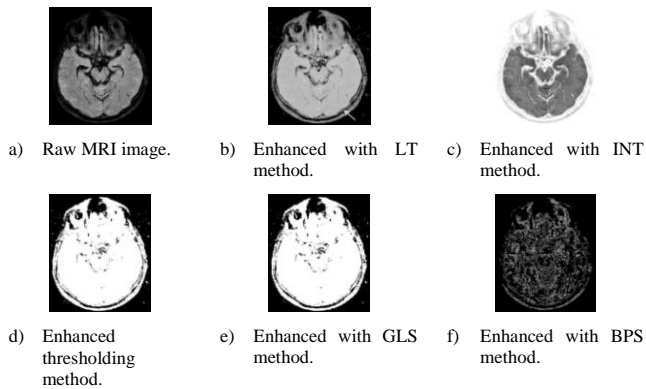 a) Raw MRI image.
b) Enhanced with LT
method.
c) Enhanced with INT
method.
d) Enhanced
thresholding
method.
e) Enhanced with GLS
method.
f) Enhanced with BPS
method.